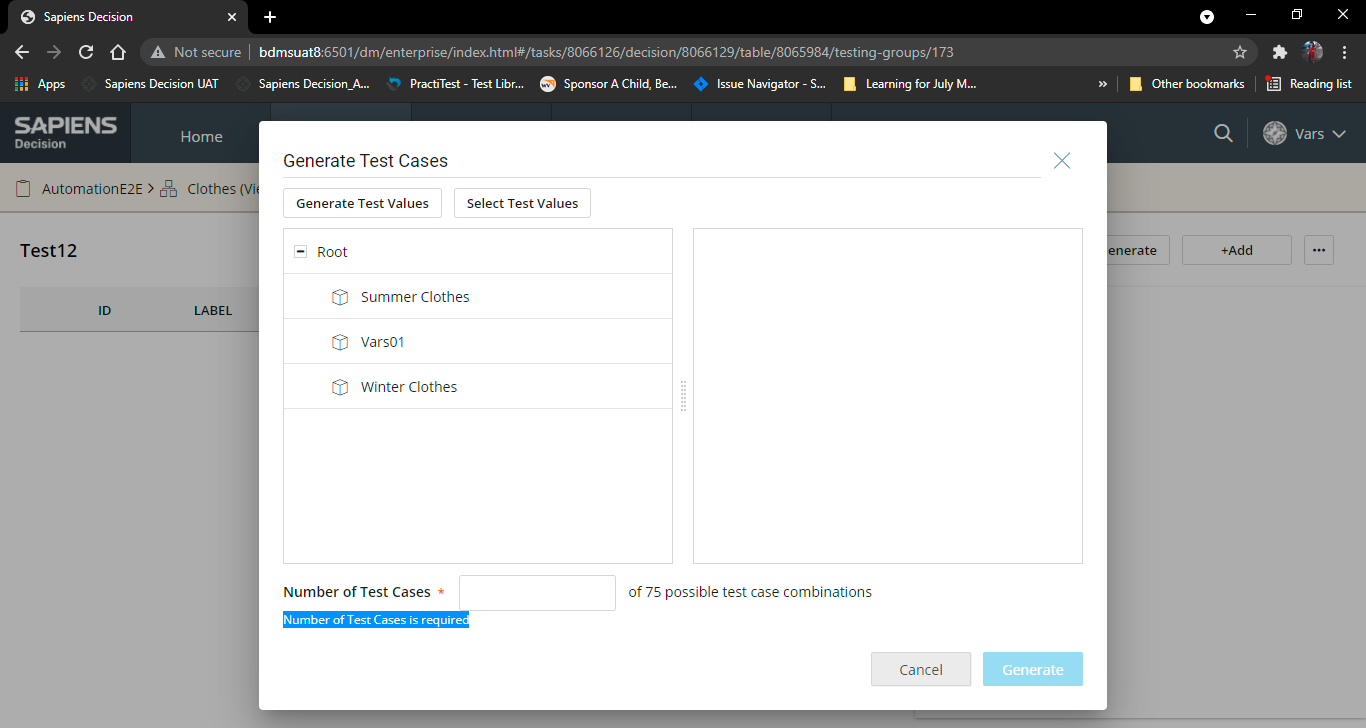 Sapiens Decision
Not secure bdmsuat8:6501/dm/enterprise/index.html#/tasks/8066126/decision/8066129/table/8065984/testing-groups/173
Apps Sapiens Decision UAT Sapiens Decision_A... PractiTest - Test Libr... Sponsor A Child, Be... Issue Navigator - S... Learning for July M... » Other bookmarks Reading list
SAPIENS
Decision
Home
Vars
AutomationE2E > Clothes (Vie
Test12
enerate +Add ...
ID LABEL
Generate Test Cases
Generate Test Values Select Test Values
Root
Summer Clothes
Vars01
Winter Clothes
Number of Test Cases * of 75 possible test case combinations
Number of Test Cases is required
Cancel Generate